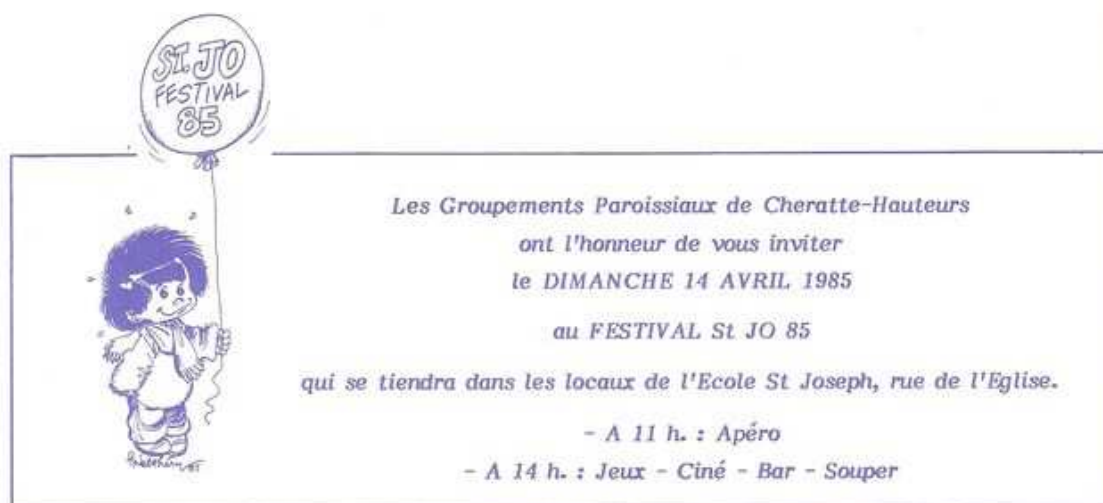 ST. JO
FESTIVAL
85
Les Groupements Paroissiaux de Cheratte-Hauteurs
ont l'honneur de vous inviter
le DIMANCHE 14 AVRIL 1985
au FESTIVAL St JO 85
qui se tiendra dans les locaux de l'Ecole St Joseph, rue de l'Eglise.
- A 11 h. : Apéro
- A 14 h. : Jeux - Ciné - Bar - Souper